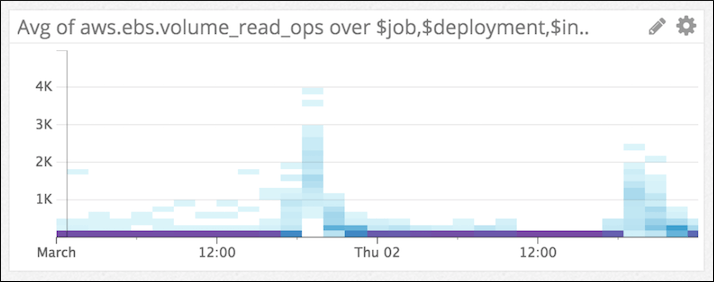 Avg of aws.ebs.volume_read_ops over $job,$deployment,$in..
4K
3K
2K
1K
March 12:00 Thu 02 12:00